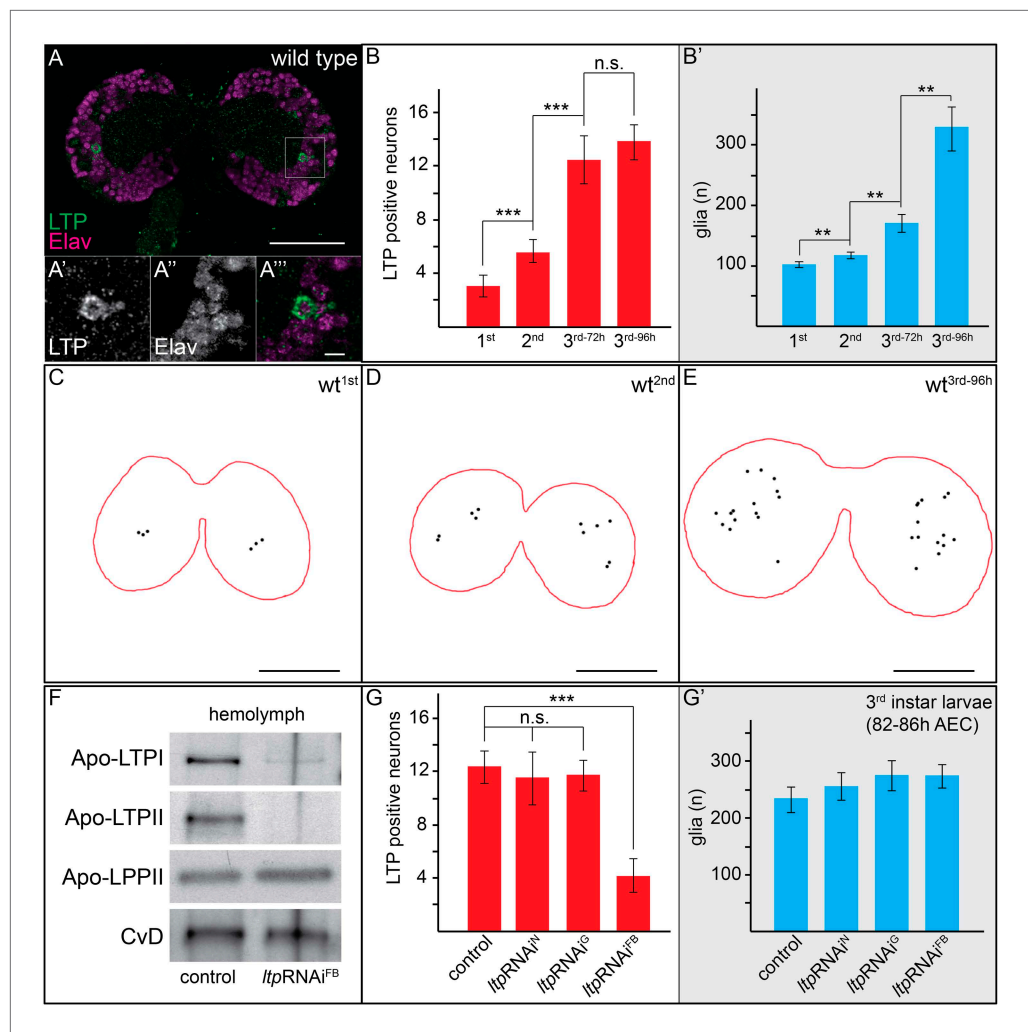 A
wild type
LTP
Elav
A'
A''
A'''
LTP
Elav
B
n.s.
***
***
16
12
8
4
LTP positive neurons
1st
2nd
3rd-72h
3rd-96h
B'
**
**
**
300
200
100
glia (n)
1st
2nd
3rd-72h
3rd-96h
C
wt1st
D
wt2nd
E
wt3rd-96h
F
hemolymph
Apo-LTPI
Apo-LTPII
Apo-LPPII
CvD
control
ltpRNAiFB
G
***
n.s.
16
12
8
4
LTP positive neurons
control
ltpRNAiN
ltpRNAiG
ltpRNAiFB
G'
3rd instar larvae
(82-86h AEC)
300
200
100
glia (n)
control
ltpRNAiN
ltpRNAiG
ltpRNAiFB